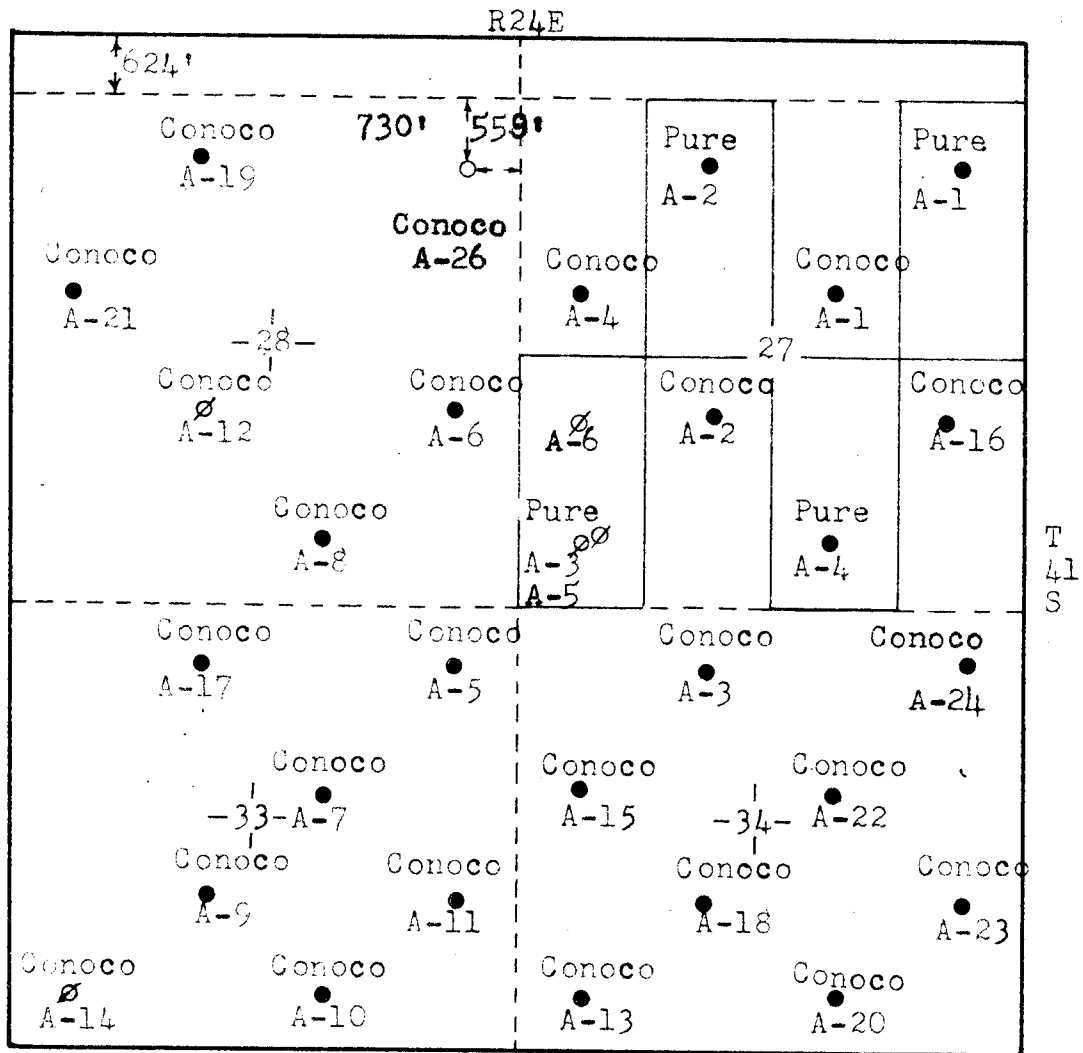 R24E
624'
730' 559'
Conoco
A-19
Pure
A-2
Pure
A-1
Conoco
A-26
Conoco
A-21
Conoco
A-4
Conoco
A-1
-28-
27
Conoco
A-12
Conoco
A-6
A-6
Conoco
A-2
Conoco
A-16
Conoco
A-8
Pure
A-3
A-5
Pure
A-4
T
41
S
Conoco
A-17
Conoco
A-5
Conoco
A-3
Conoco
A-24
Conoco
-33-A-7
Conoco
A-15
-34-
Conoco
A-22
Conoco
A-9
Conoco
A-11
Conoco
A-18
Conoco
A-23
Conoco
A-14
Conoco
A-10
Conoco
A-13
Conoco
A-20